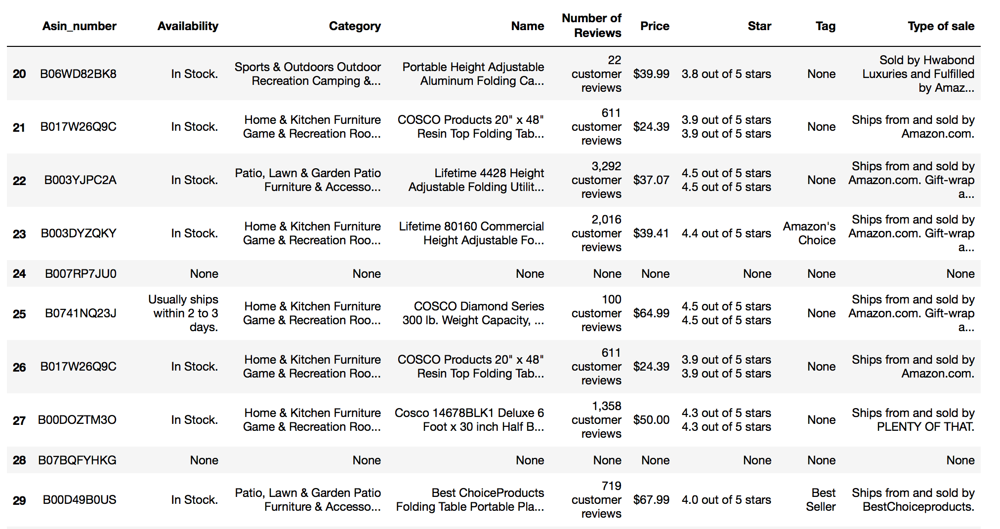 Asin_number Availability Category Name Number of Reviews Price Star Tag Type of sale
20 B06WD82BK8 In Stock. Sports & Outdoors Outdoor Recreation Camping &... Portable Height Adjustable Aluminum Folding Ca... 22 customer reviews $39.99 3.8 out of 5 stars None Sold by Hwabond Luxuries and Fulfilled by Amaz...
21 B017W26Q9C In Stock. Home & Kitchen Furniture Game & Recreation Roo... COSCO Products 20" x 48" Resin Top Folding Tab... 611 customer reviews $24.39 3.9 out of 5 stars 3.9 out of 5 stars None Ships from and sold by Amazon.com.
22 B003YJPC2A In Stock. Patio, Lawn & Garden Patio Furniture & Accesso... Lifetime 4428 Height Adjustable Folding Utilit... 3,292 customer reviews $37.07 4.5 out of 5 stars 4.5 out of 5 stars None Ships from and sold by Amazon.com. Gift-wrap a...
23 B003DYZQKY In Stock. Home & Kitchen Furniture Game & Recreation Roo... Lifetime 80160 Commercial Height Adjustable Fo... 2,016 customer reviews $39.41 4.4 out of 5 stars Amazon's Choice Ships from and sold by Amazon.com. Gift-wrap a...
24 B007RP7JU0 None None None None None None None None
25 B0741NQ23J Usually ships within 2 to 3 days. Home & Kitchen Furniture Game & Recreation Roo... COSCO Diamond Series 300 lb. Weight Capacity, ... 100 customer reviews $64.99 4.5 out of 5 stars 4.5 out of 5 stars None Ships from and sold by Amazon.com. Gift-wrap a...
26 B017W26Q9C In Stock. Home & Kitchen Furniture Game & Recreation Roo... COSCO Products 20" x 48" Resin Top Folding Tab... 611 customer reviews $24.39 3.9 out of 5 stars 3.9 out of 5 stars None Ships from and sold by Amazon.com.
27 B00DOZTM3O In Stock. Home & Kitchen Furniture Game & Recreation Roo... Cosco 14678BLK1 Deluxe 6 Foot x 30 inch Half B... 1,358 customer reviews $50.00 4.3 out of 5 stars 4.3 out of 5 stars None Ships from and sold by PLENTY OF THAT.
28 B07BQFYHKG None None None None None None None None
29 B00D49B0US In Stock. Patio, Lawn & Garden Patio Furniture & Accesso... Best ChoiceProducts Folding Table Portable Pla... 719 customer reviews $67.99 4.0 out of 5 stars Best Seller Ships from and sold by BestChoiceproducts.